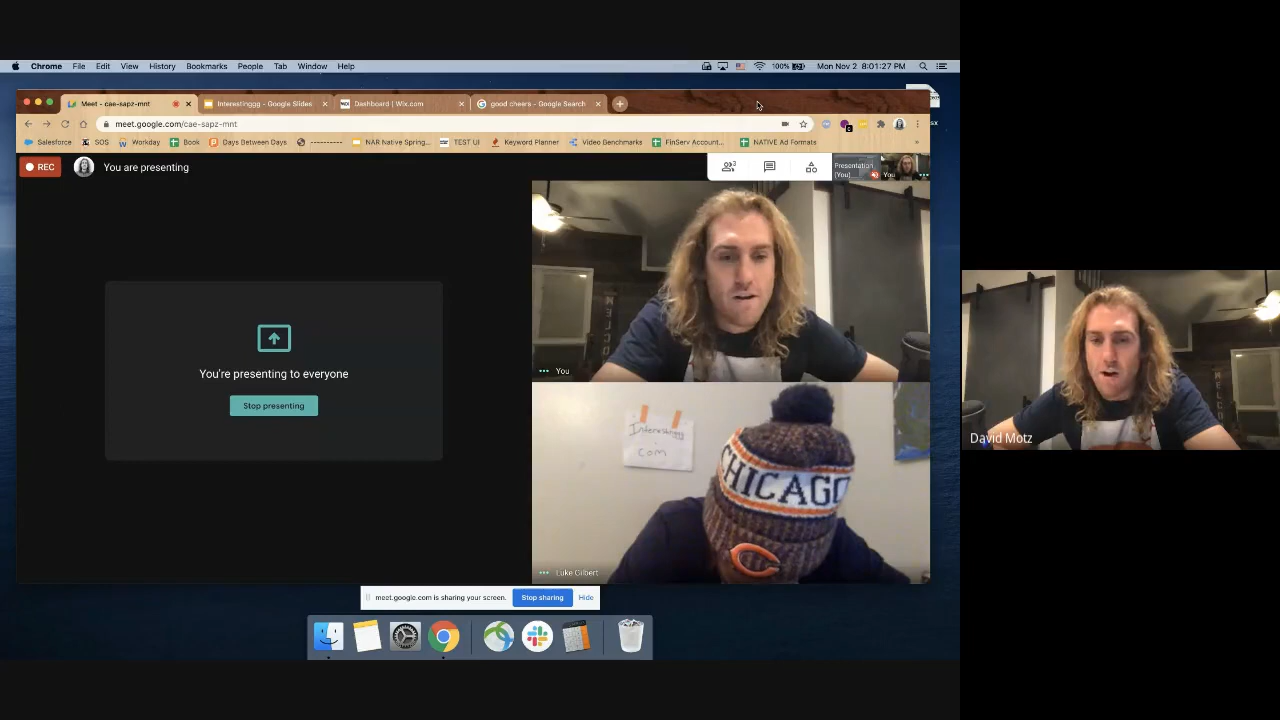 Chrome File Edit View History Bookmarks People Tab Window Help 100% Mon Nov 2 8:01:27 PM
Meet - cae-sapz-mnt Interestinggg - Google Slides Dashboard | Wix.com good cheers - Google Search
meet.google.com/cae-sapz-mnt
Salesforce SOS Workday Book Days Between Days ---------- NAR Native Spring... TEST UI Keyword Planner Video Benchmarks FinServ Account... NATIVE Ad Formats »
REC You are presenting 3 Presentation (You) You
You're presenting to everyone
Stop presenting
WELCO
You
David Motz
Interestinggg
.
com
CHICAGO
C
Luke Gilbert
meet.google.com is sharing your screen. Stop sharing Hide